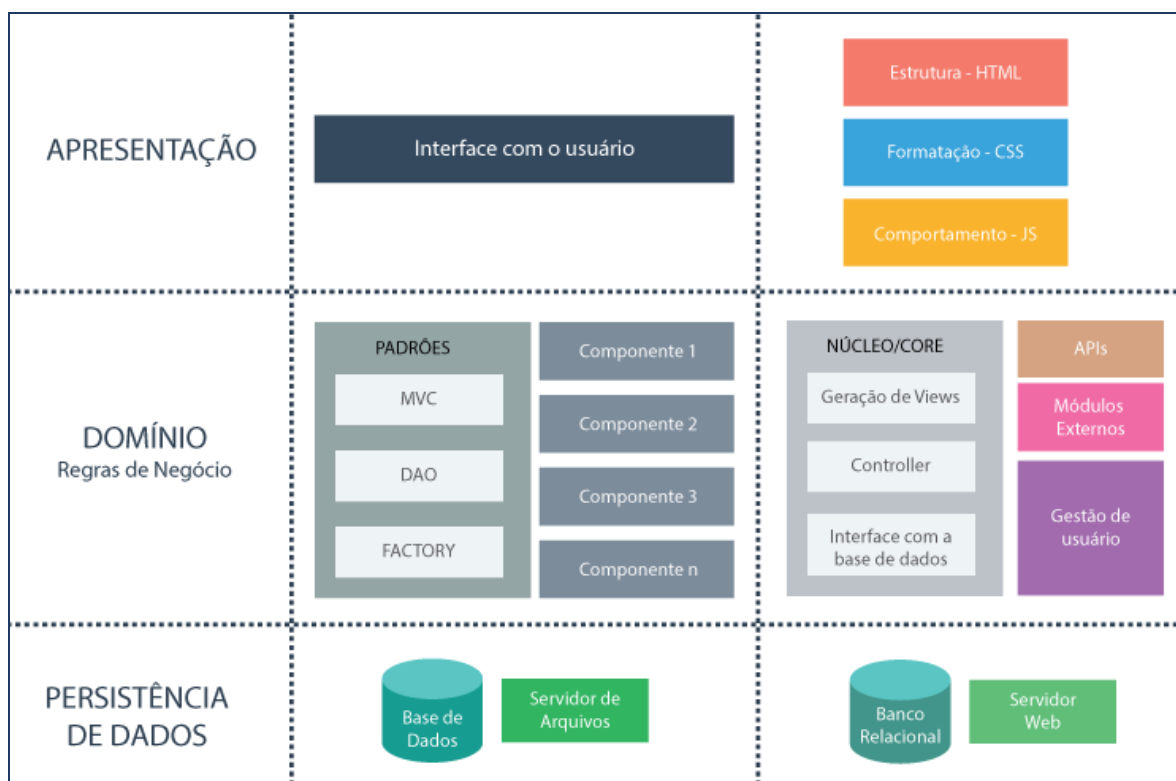 APRESENTAÇÃO
Interface com o usuário
Estrutura - HTML
Formatação - CSS
Comportamento - JS
DOMÍNIO
Regras de Negócio
PADRÕES
MVC
DAO
FACTORY
Componente 1
Componente 2
Componente 3
Componente n
NÚCLEO/CORE
Geração de Views
Controller
Interface com a
base de dados
APIs
Módulos
Externos
Gestão de
usuário
PERSISTÊNCIA
DE DADOS
Base de
Dados
Servidor de
Arquivos
Banco
Relacional
Servidor
Web